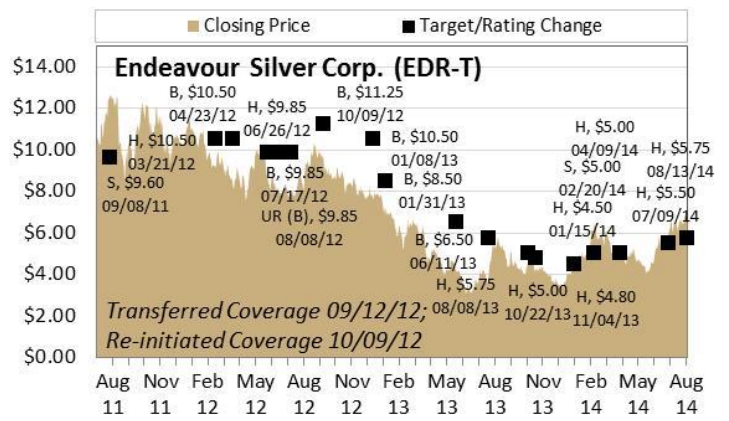 Closing Price Target/Rating Change
Endeavour Silver Corp. (EDR-T)
$14.00
$12.00
$10.00
$8.00
$6.00
$4.00
$2.00
$0.00
S, $9.60
09/08/11
H, $10.50
03/21/12
B, $10.50
04/23/12
H, $9.85
06/26/12
B, $9.85
07/17/12
UR (B), $9.85
08/08/12
B, $11.25
10/09/12
B, $10.50
01/08/13
B, $8.50
01/31/13
B, $6.50
06/11/13
H, $5.75
08/08/13
H, $5.00
10/22/13
H, $4.80
11/04/13
H, $4.50
01/15/14
S, $5.00
02/20/14
H, $5.00
04/09/14
H, $5.50
07/09/14
H, $5.75
08/13/14
Transferred Coverage 09/12/12;
Re-initiated Coverage 10/09/12
Aug Nov Feb May Aug Nov Feb May Aug Nov Feb May Aug
11 11 12 12 12 12 13 13 13 13 14 14 14